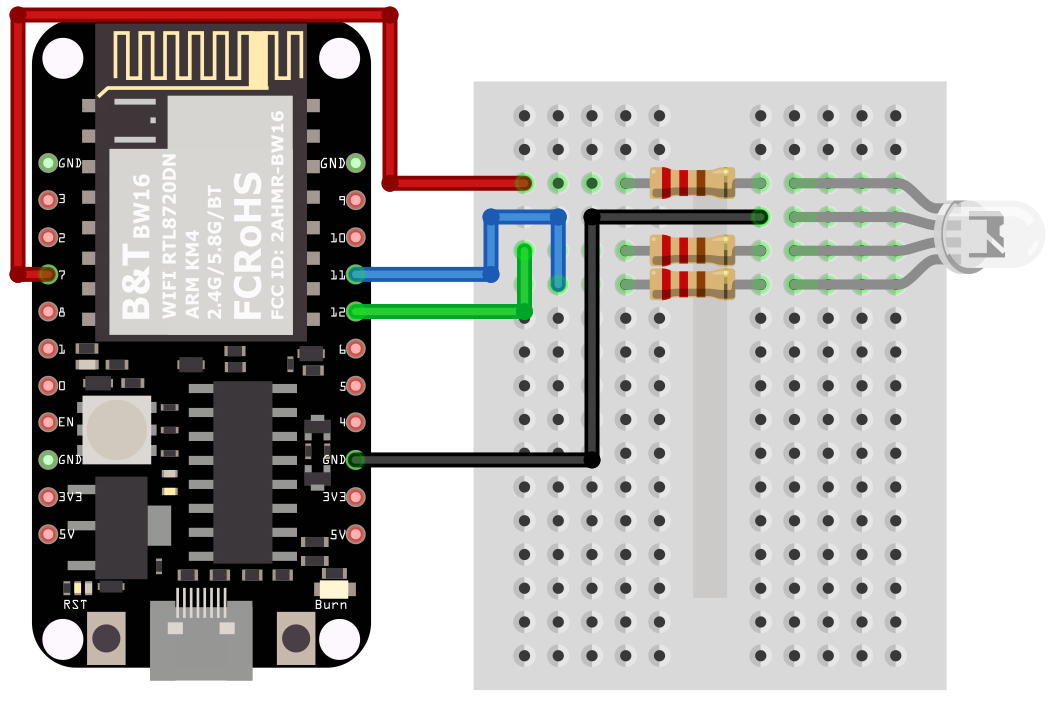 GND
3
2
7
8
1
0
EN
GND
3V3
5V
RST
B&T BW16
WIFI RTL8720DN
ARM KM4
2.4G/5.8G/BT
FCRoHS
FCC ID: 2AHMR-BW16
GND
9
10
11
12
6
5
4
GND
3V3
5V
Burn